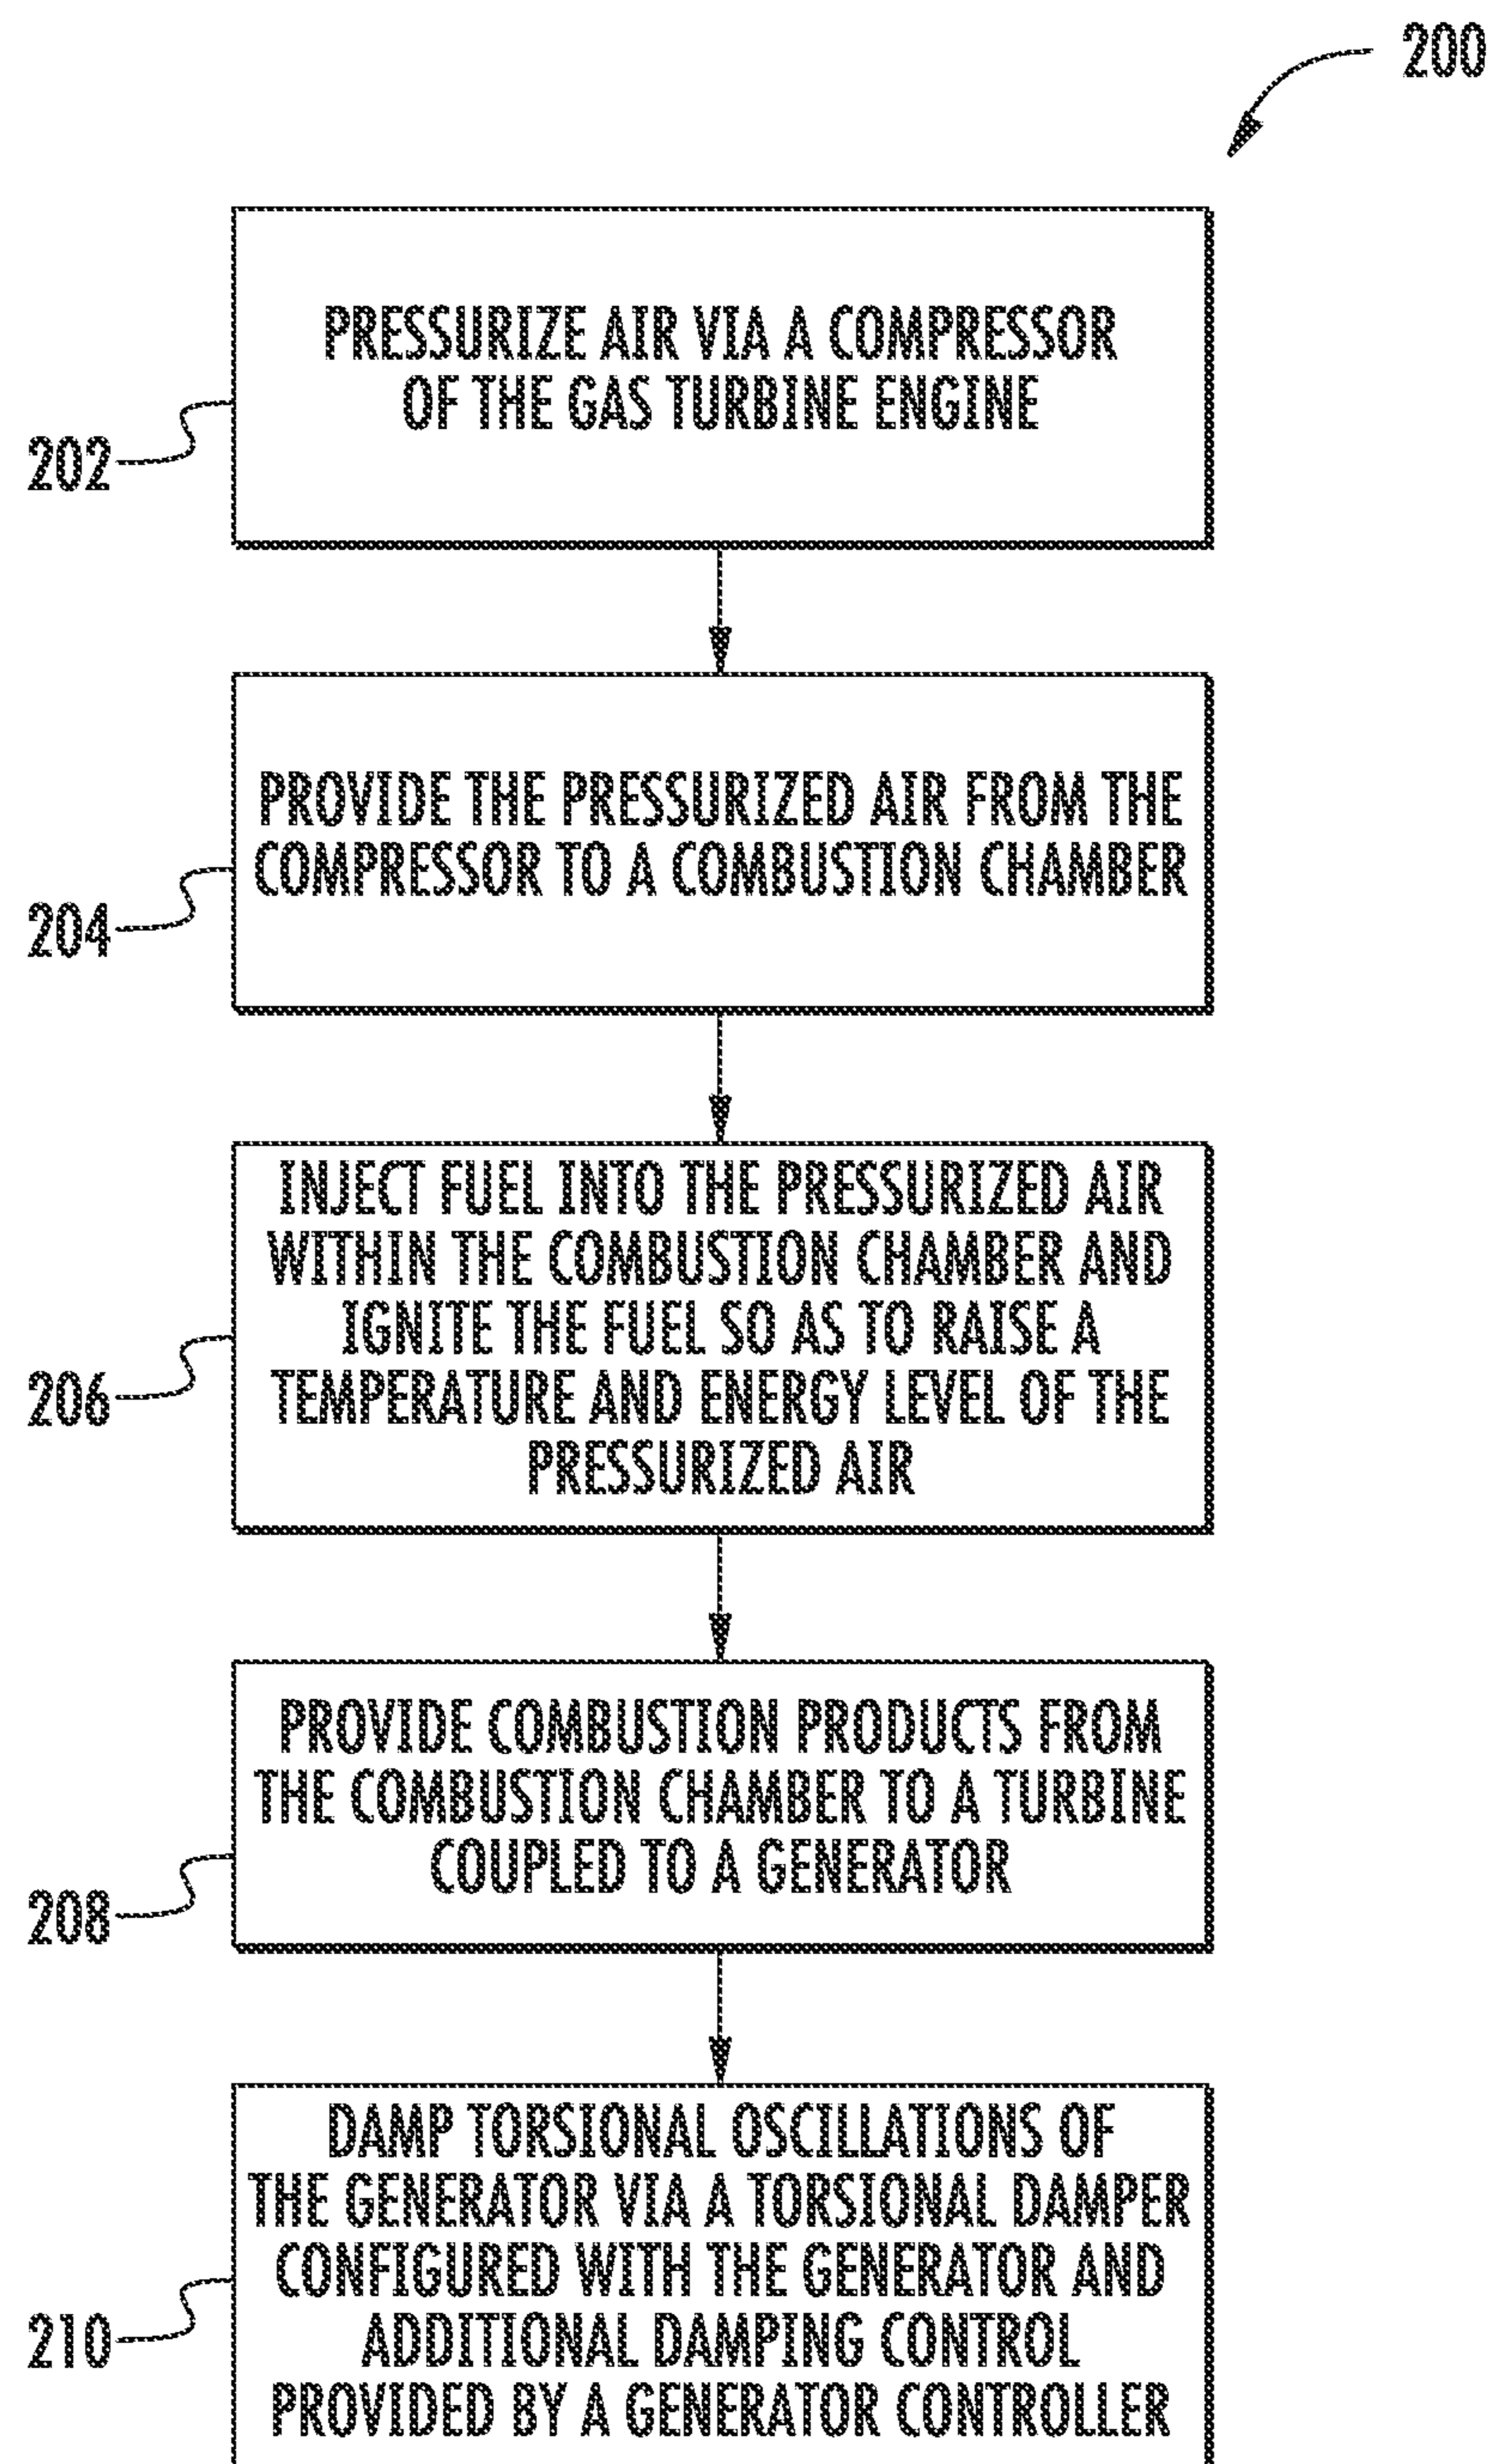 200
PRESSURIZE AIR VIA A COMPRESSOR
OF THE GAS TURBINE ENGINE
202
PROVIDE THE PRESSURIZED AIR FROM THE
COMPRESSOR TO A COMBUSTION CHAMBER
204
INJECT FUEL INTO THE PRESSURIZED AIR
WITHIN THE COMBUSTION CHAMBER AND
IGNITE THE FUEL SO AS TO RAISE A
TEMPERATURE AND ENERGY LEVEL OF THE
PRESSURIZED AIR
206
PROVIDE COMBUSTION PRODUCTS FROM
THE COMBUSTION CHAMBER TO A TURBINE
COUPLED TO A GENERATOR
208
DAMP TORSIONAL OSCILLATIONS OF
THE GENERATOR VIA A TORSIONAL DAMPER
CONFIGURED WITH THE GENERATOR AND
ADDITIONAL DAMPING CONTROL
PROVIDED BY A GENERATOR CONTROLLER
210